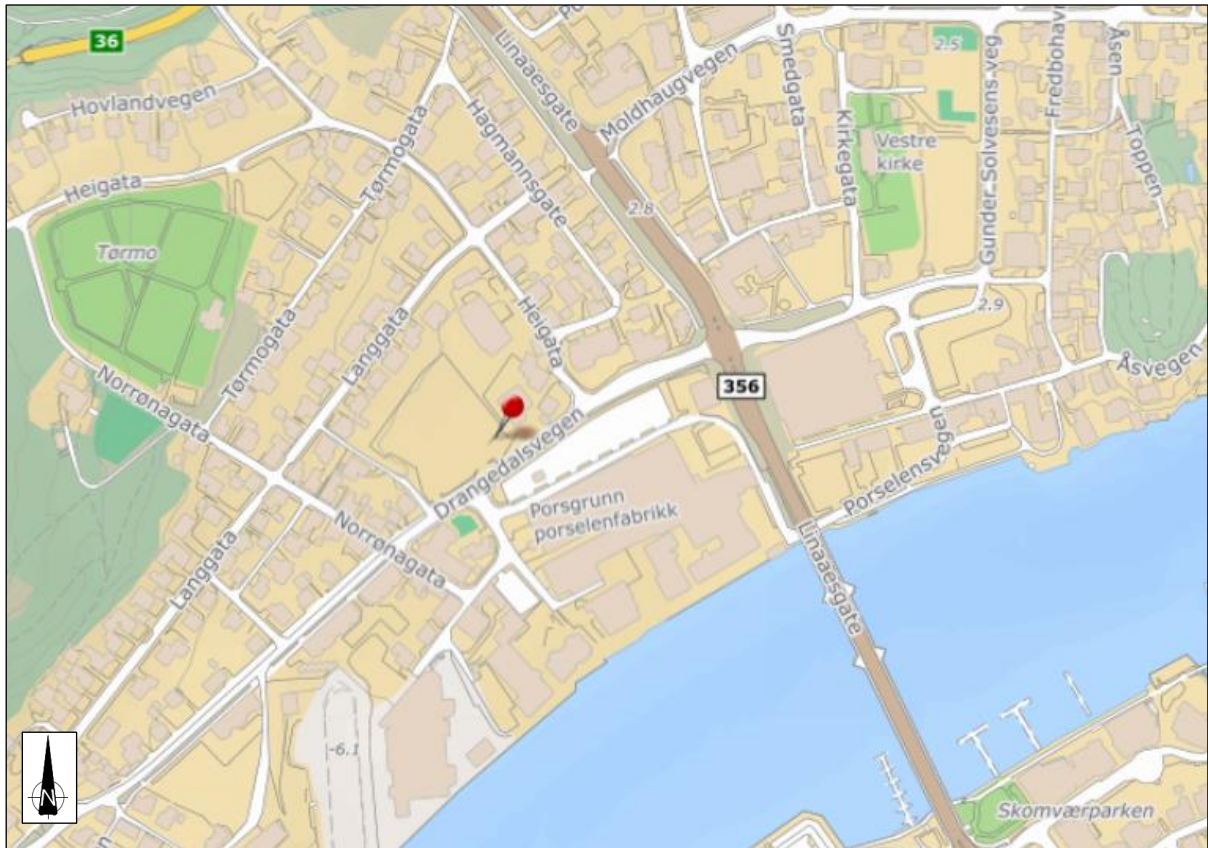 36
Hovlandvegen
Heigata
Tørmo
Tørmogata
Tørmogata
Hagmannsgate
Linaaesgate
Moldhaugvegen
Smedgata
Kirkegata
2.5
Vestre
kirke
Gunder Solvesens veg
Fredbohavn
Åsen
Toppen
2.8
2.9
Langgata
Heigata
356
Åsvegen
Norrønagata
Drangedalsvegen
Porsgrunn
porselenfabrikk
Porselensvegen
Norrønagata
Langgata
Linaaesgate
-6.1
N
Skomværparken